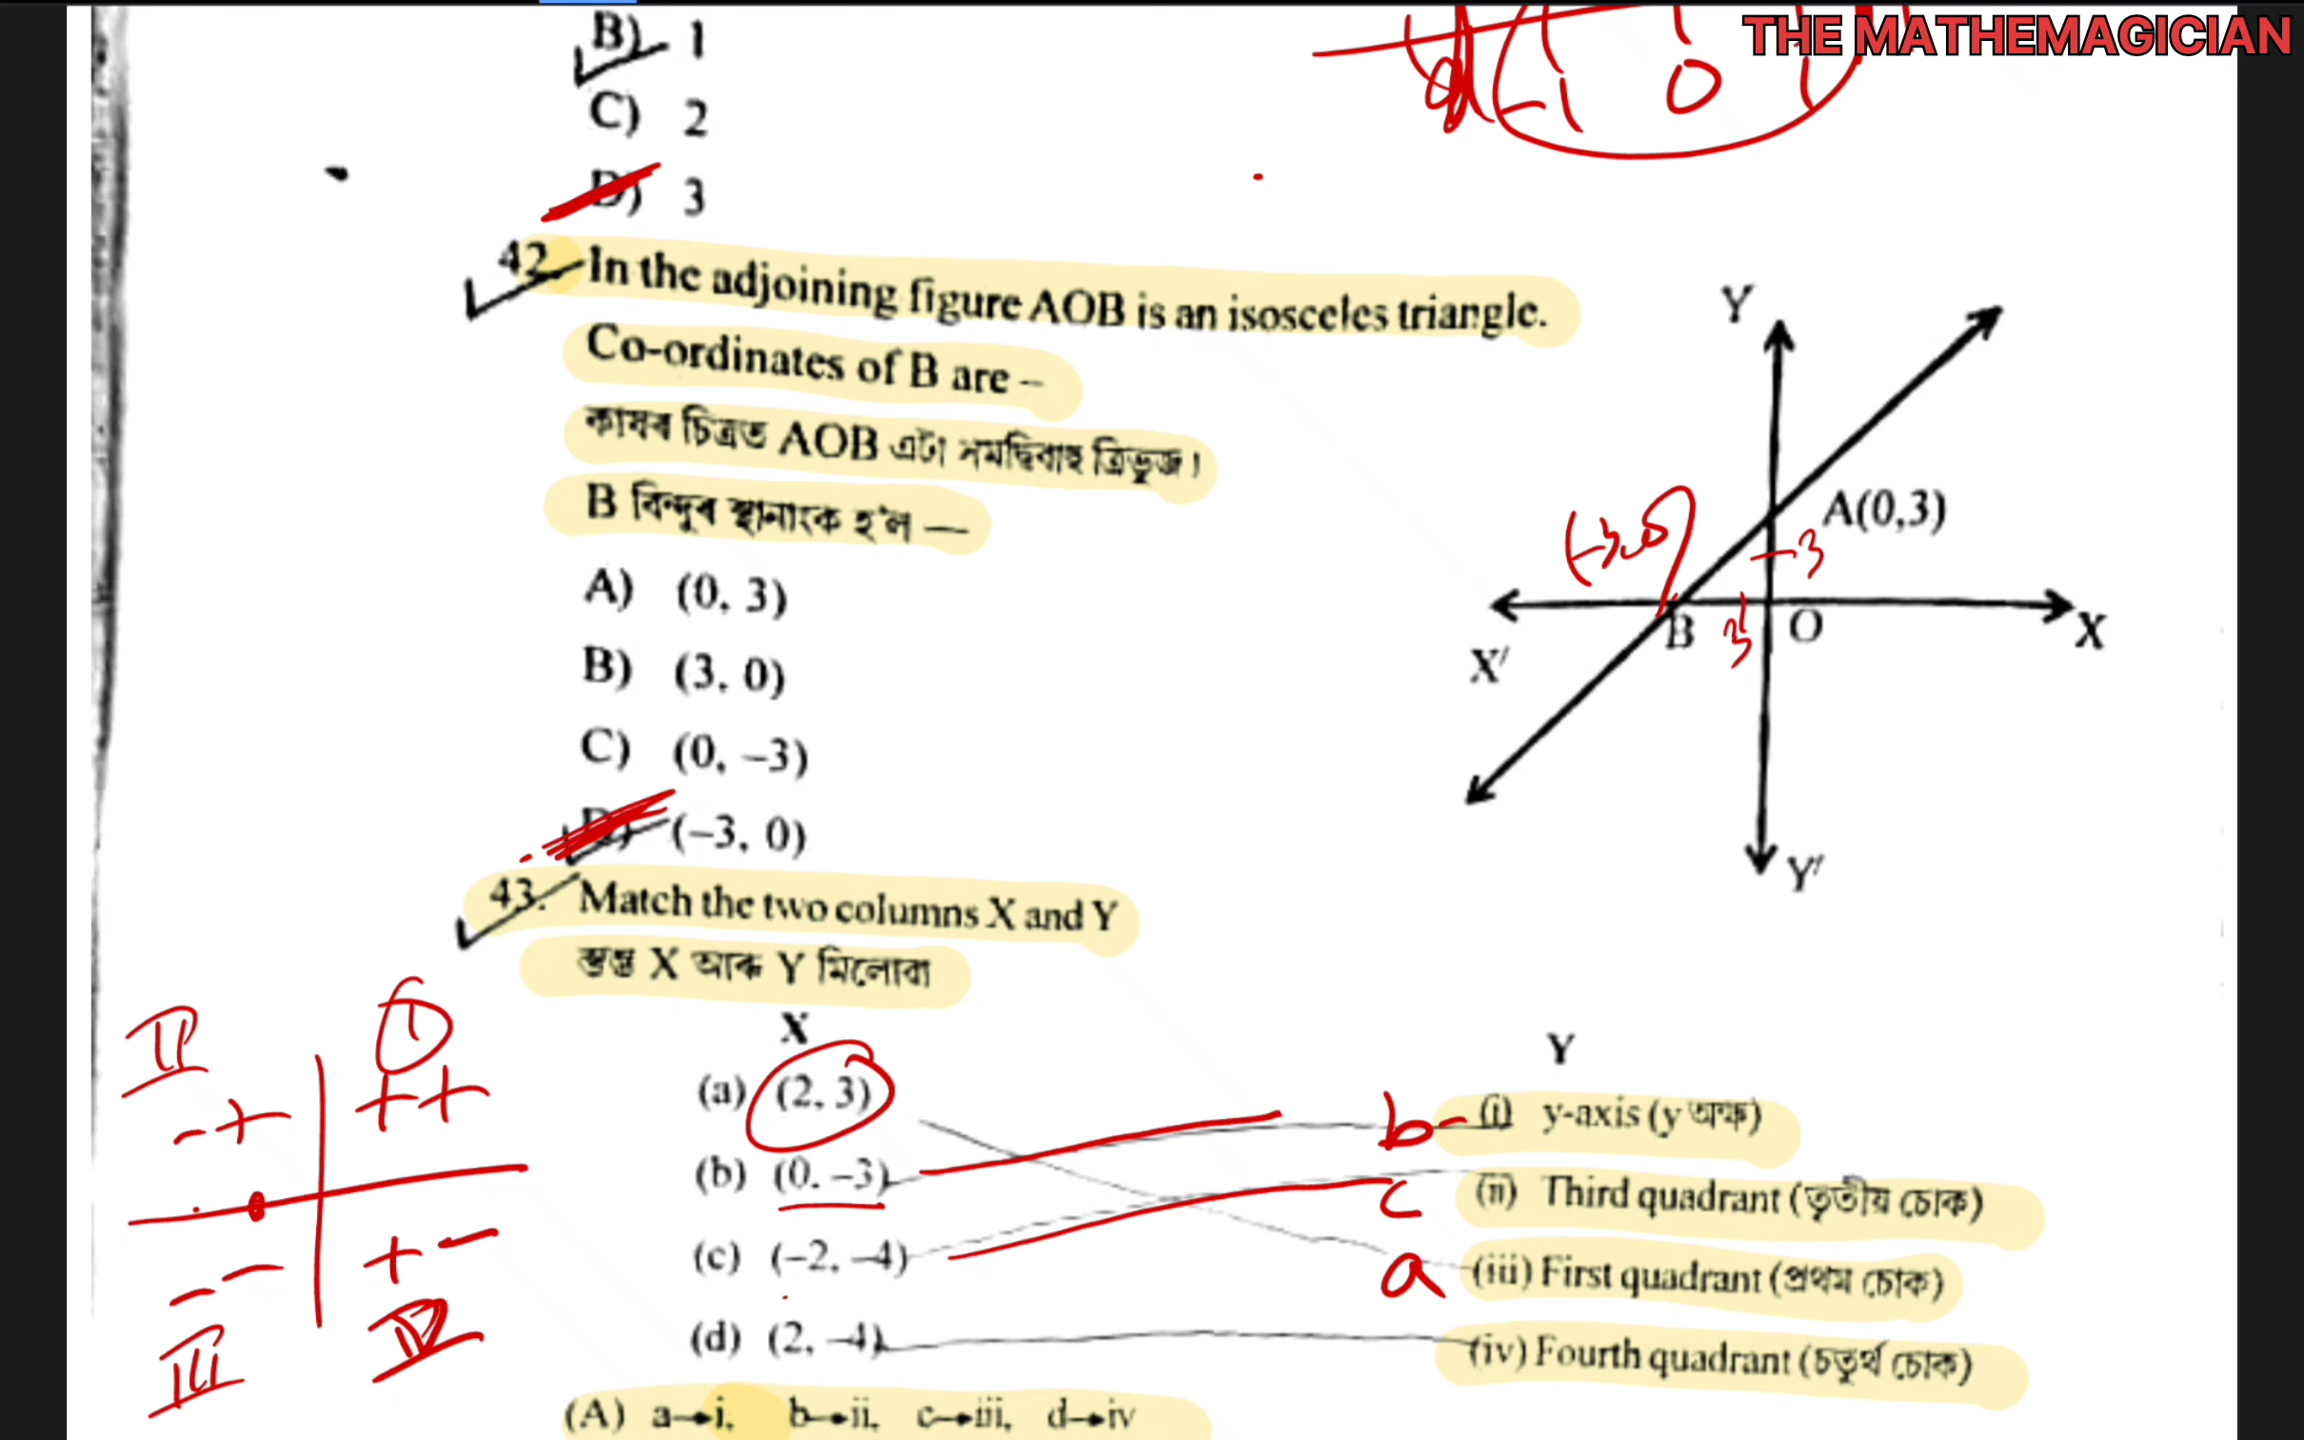 THE MATHEMAGICIAN
B) 1
-1 0 1
C) 2
D) 3
42. In the adjoining figure AOB is an isosceles triangle.
Co-ordinates of B are –
কাষৰ চিত্ৰত AOB এটা সমদ্বিবাহু ত্ৰিভুজ।
B বিন্দুৰ স্থানাংক হ'ল —
A) (0, 3)
B) (3, 0)
C) (0, –3)
D) (–3, 0)
Y
A(0,3)
(-3,0)
3
B 3 O X
X'
Y'
43. Match the two columns X and Y
স্তম্ভ X আৰু Y মিলোৱা
X Y
(a) (2, 3) b- (i) y-axis (y অক্ষ)
(b) (0, –3) c (ii) Third quadrant (তৃতীয় চোক)
(c) (–2, –4) a (iii) First quadrant (প্ৰথম চোক)
(d) (2, –4) (iv) Fourth quadrant (চতুৰ্থ চোক)
II I
- + + +
- - + -
III IV
(A) a→i, b→ii, c→iii, d→iv